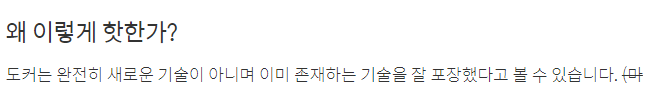 왜 이렇게 핫한가?
도커는 완전히 새로운 기술이 아니며 이미 존재하는 기술을 잘 포장했다고 볼 수 있습니다. (마